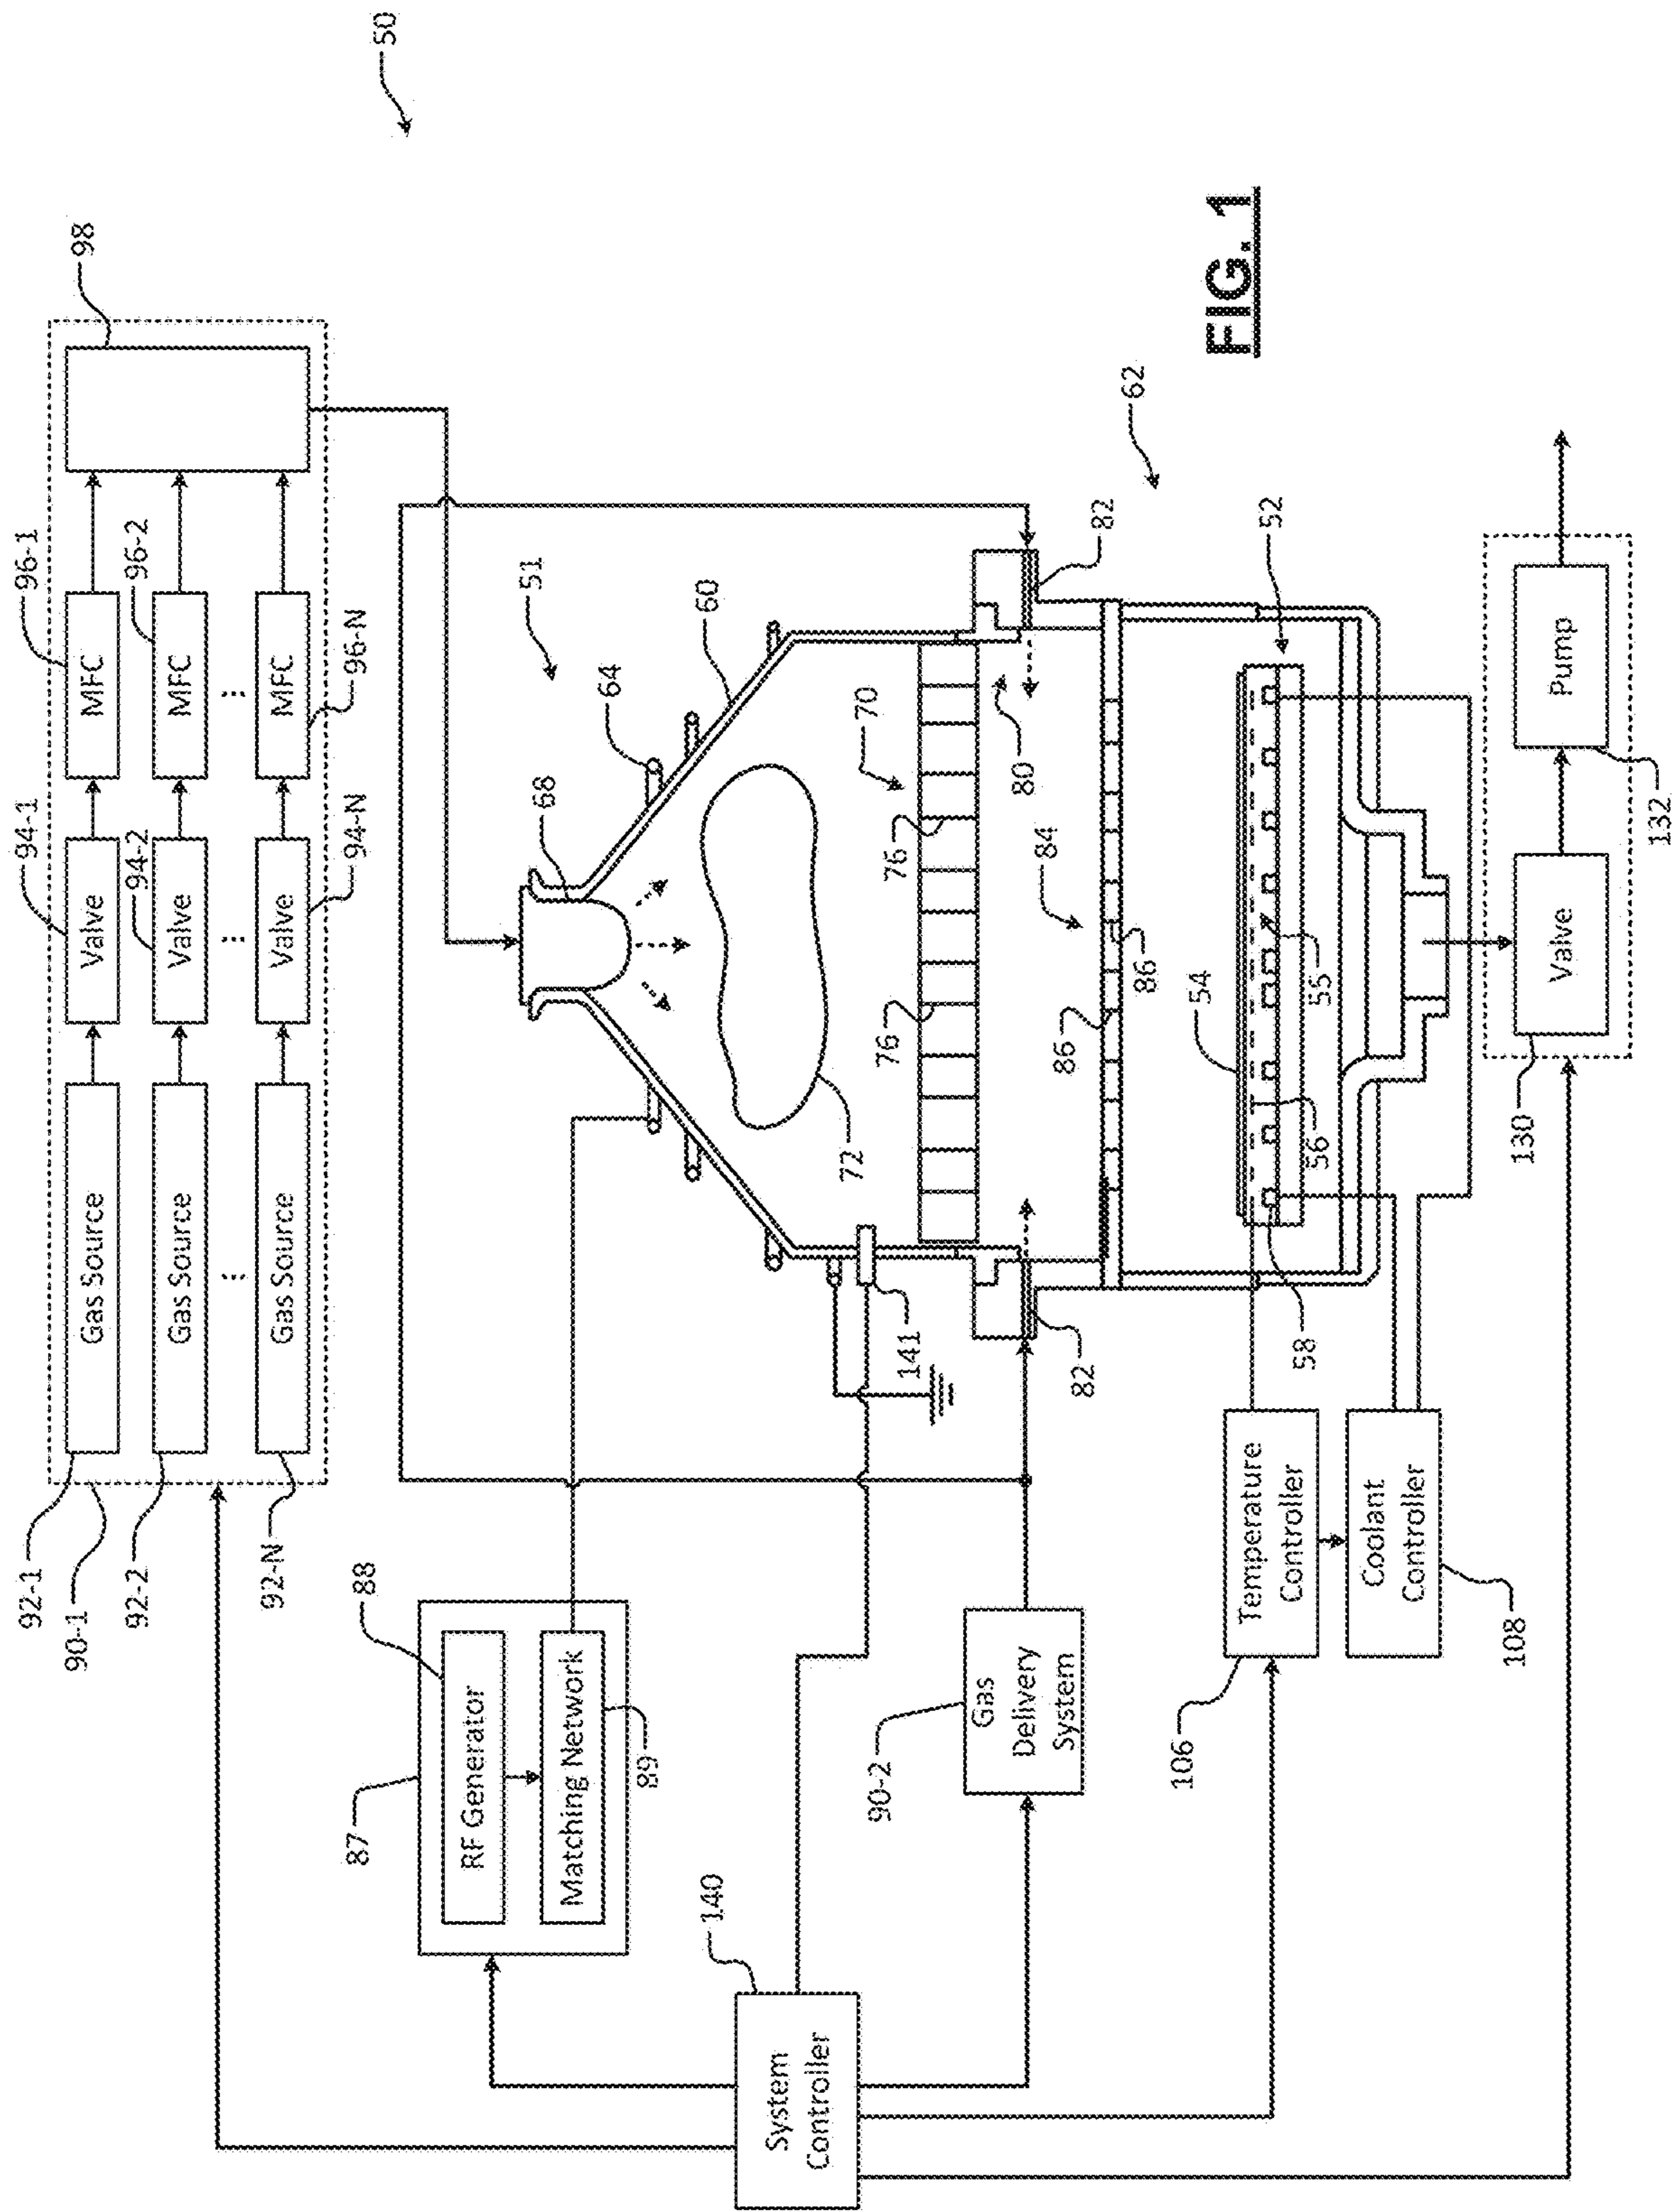 50
92-1
90-1
92-2
92-N
Gas Source
Gas Source
Gas Source
94-1
94-2
94-N
Valve
Valve
Valve
96-1
96-2
96-N
MFC
MFC
MFC
98
87
88
RF Generator
Matching Network
89
51
60
64
68
72
70
76
76
80
82
82
84
86
86
62
141
140
System
Controller
90-2
Gas
Delivery
System
106
Temperature
Controller
Coolant
Controller
108
52
54
55
56
58
130
Valve
Pump
132
FIG. 1